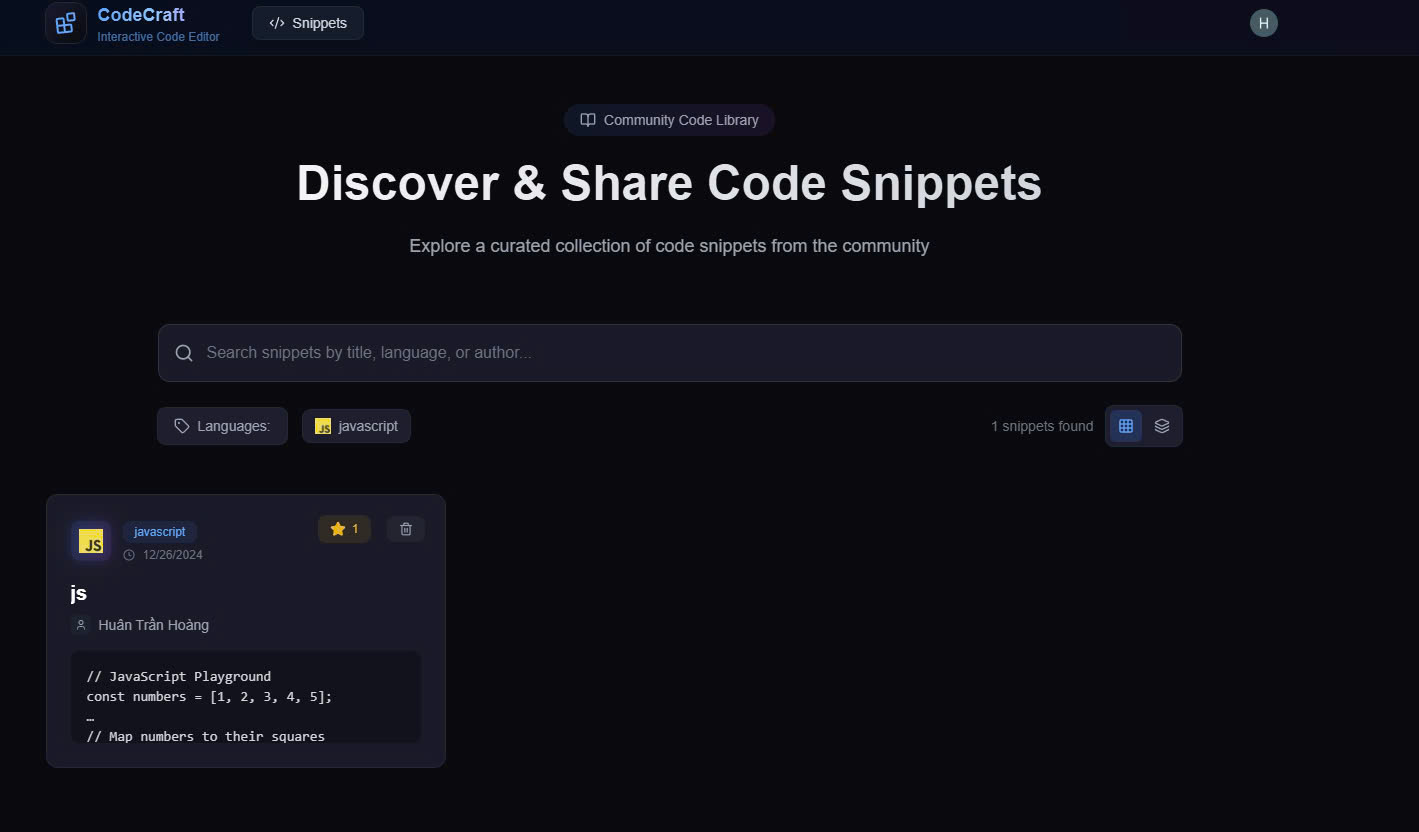 CodeCraft
Interactive Code Editor
</> Snippets
H
Community Code Library
Discover & Share Code Snippets
Explore a curated collection of code snippets from the community
Search snippets by title, language, or author...
Languages:
JS javascript
1 snippets found
JS
javascript
12/26/2024
1
js
Huân Trần Hoàng
// JavaScript Playground
const numbers = [1, 2, 3, 4, 5];
…
// Map numbers to their squares